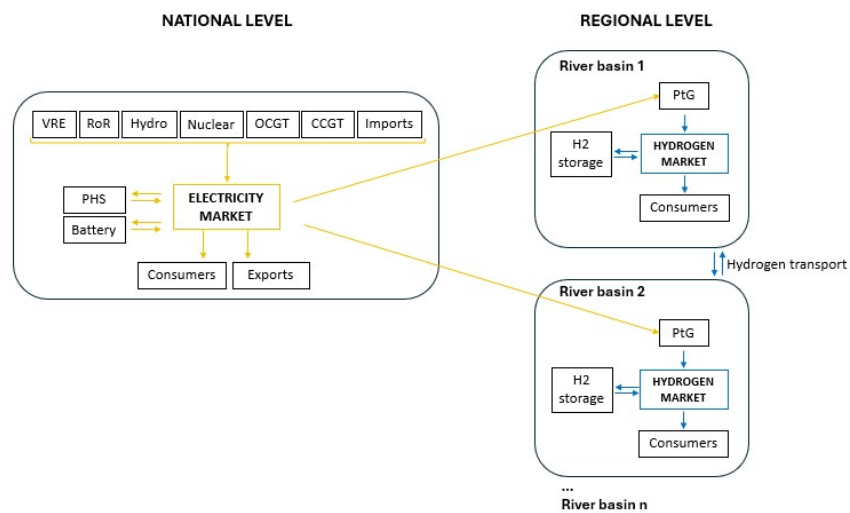 NATIONAL LEVEL
VRE
RoR
Hydro
Nuclear
OCGT
CCGT
Imports
PHS
Battery
ELECTRICITY
MARKET
Consumers
Exports
REGIONAL LEVEL
River basin 1
PtG
H2
storage
HYDROGEN
MARKET
Consumers
Hydrogen transport
River basin 2
PtG
H2
storage
HYDROGEN
MARKET
Consumers
...
River basin n